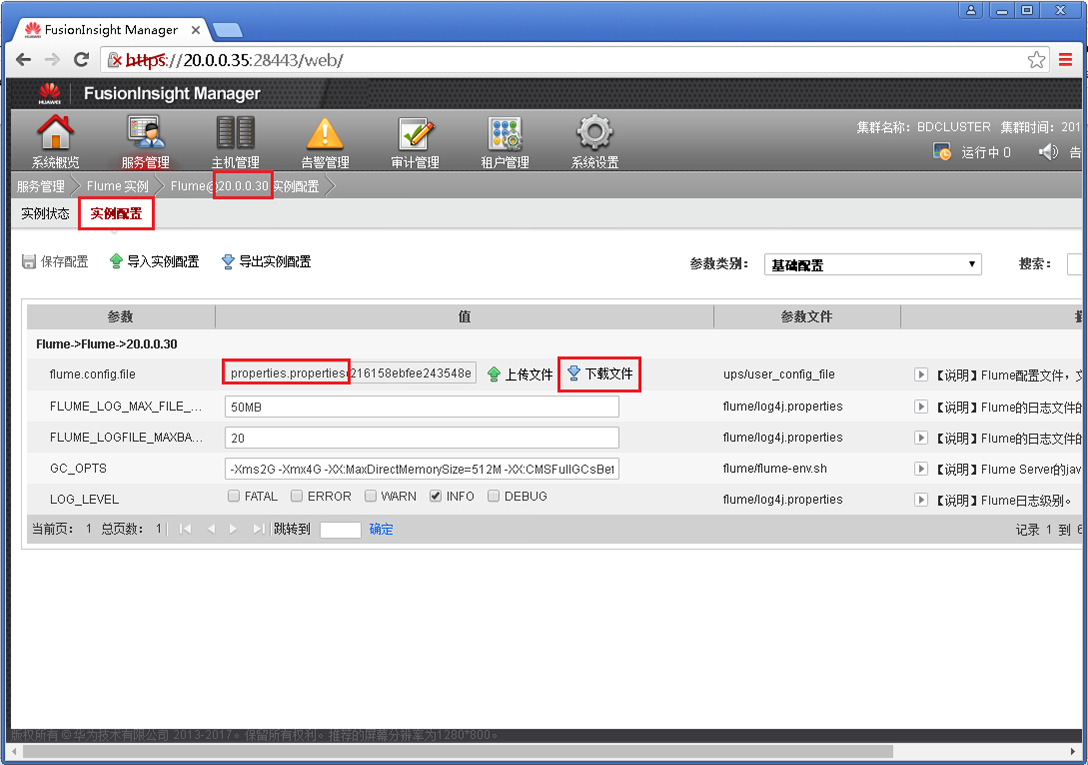 FusionInsight Manager
https://20.0.0.35:28443/web/
HUAWEI FusionInsight Manager
系统概览 服务管理 主机管理 告警管理 审计管理 租户管理 系统设置
集群名称：BDCLUSTER 集群时间：201
运行中 0 告
服务管理 Flume 实例 Flume@20.0.0.30 实例配置
实例状态 实例配置
保存配置 导入实例配置 导出实例配置 参数类别： 基础配置 搜索：
参数 值 参数文件
Flume->Flume->20.0.0.30
flume.config.file properties.properties 216158ebfee243548e 上传文件 下载文件 ups/user_config_file 【说明】Flume配置文件，
FLUME_LOG_MAX_FILE_... 50MB flume/log4j.properties 【说明】Flume的日志文件的
FLUME_LOGFILE_MAXBA... 20 flume/log4j.properties 【说明】Flume的日志文件的
GC_OPTS -Xms2G -Xmx4G -XX:MaxDirectMemorySize=512M -XX:CMSFullGCsBef flume/flume-env.sh 【说明】Flume Server的jav
LOG_LEVEL FATAL ERROR WARN INFO DEBUG flume/log4j.properties 【说明】Flume日志级别。
当前页： 1 总页数： 1 跳转到 确定 记录 1 到 6
版权所有 © 华为技术有限公司 2013-2017。保留所有权利。推荐的屏幕分辨率为1280*800。